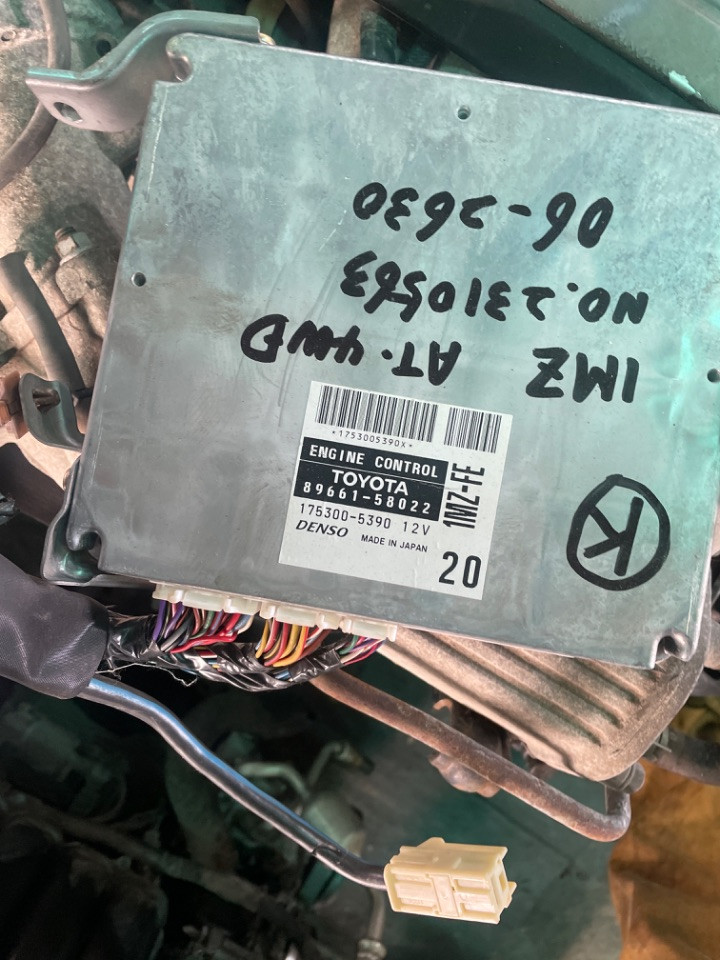 06-2630
NO.2310563
1MZ AT.4WD
*1753005390X*
ENGINE CONTROL
TOYOTA
89661-58022
175300-5390 12V
DENSO MADE IN JAPAN
1MZ-FE
20
K